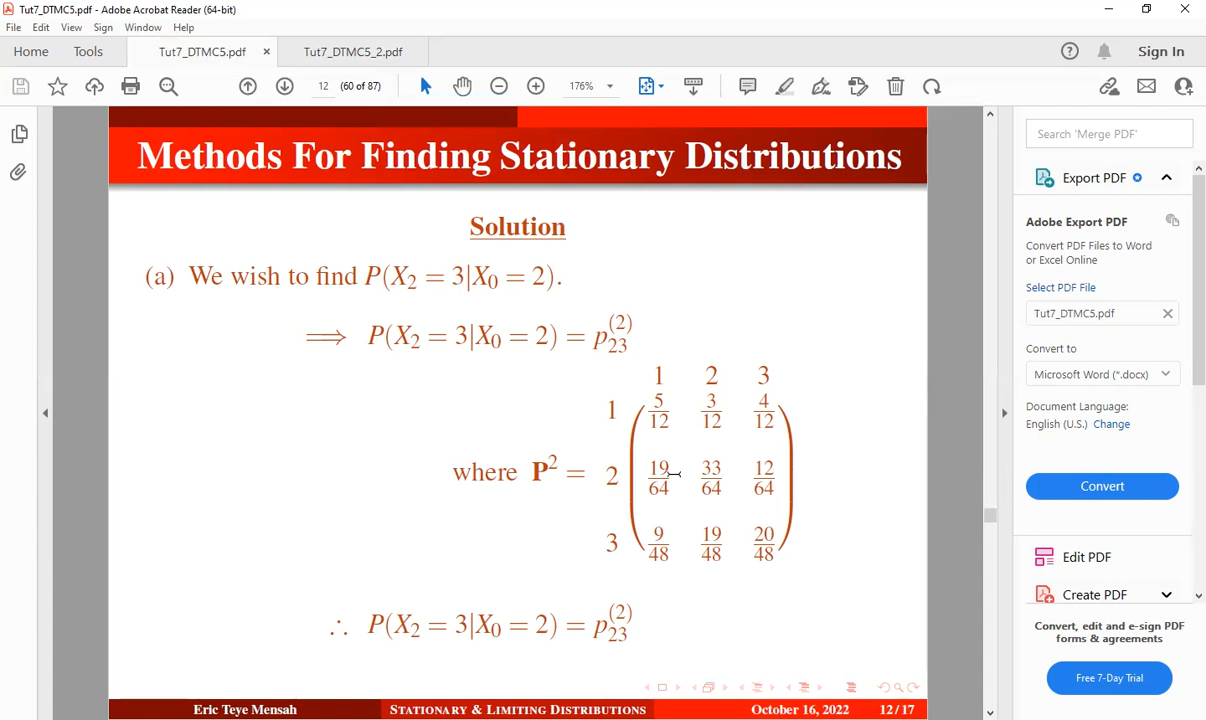 Tut7_DTMC5.pdf - Adobe Acrobat Reader (64-bit)
File Edit View Sign Window Help
Home Tools Tut7_DTMC5.pdf × Tut7_DTMC5_2.pdf Sign In
12 (60 of 87) 176%
Methods For Finding Stationary Distributions
Solution
(a) We wish to find P(X₂ = 3|X₀ = 2).
⟹ P(X₂ = 3|X₀ = 2) = p₂₃⁽²⁾
1 2 3
1 5/12 3/12 4/12
where P² = 2 19/64 33/64 12/64
3 9/48 19/48 20/48
∴ P(X₂ = 3|X₀ = 2) = p₂₃⁽²⁾
Eric Teye Mensah STATIONARY & LIMITING DISTRIBUTIONS October 16, 2022 12 / 17
Search 'Merge PDF'
Export PDF
Adobe Export PDF
Convert PDF Files to Word
or Excel Online
Select PDF File
Tut7_DTMC5.pdf ×
Convert to
Microsoft Word (*.docx)
Document Language:
English (U.S.) Change
Convert
Edit PDF
Create PDF
Convert, edit and e-sign PDF
forms & agreements
Free 7-Day Trial